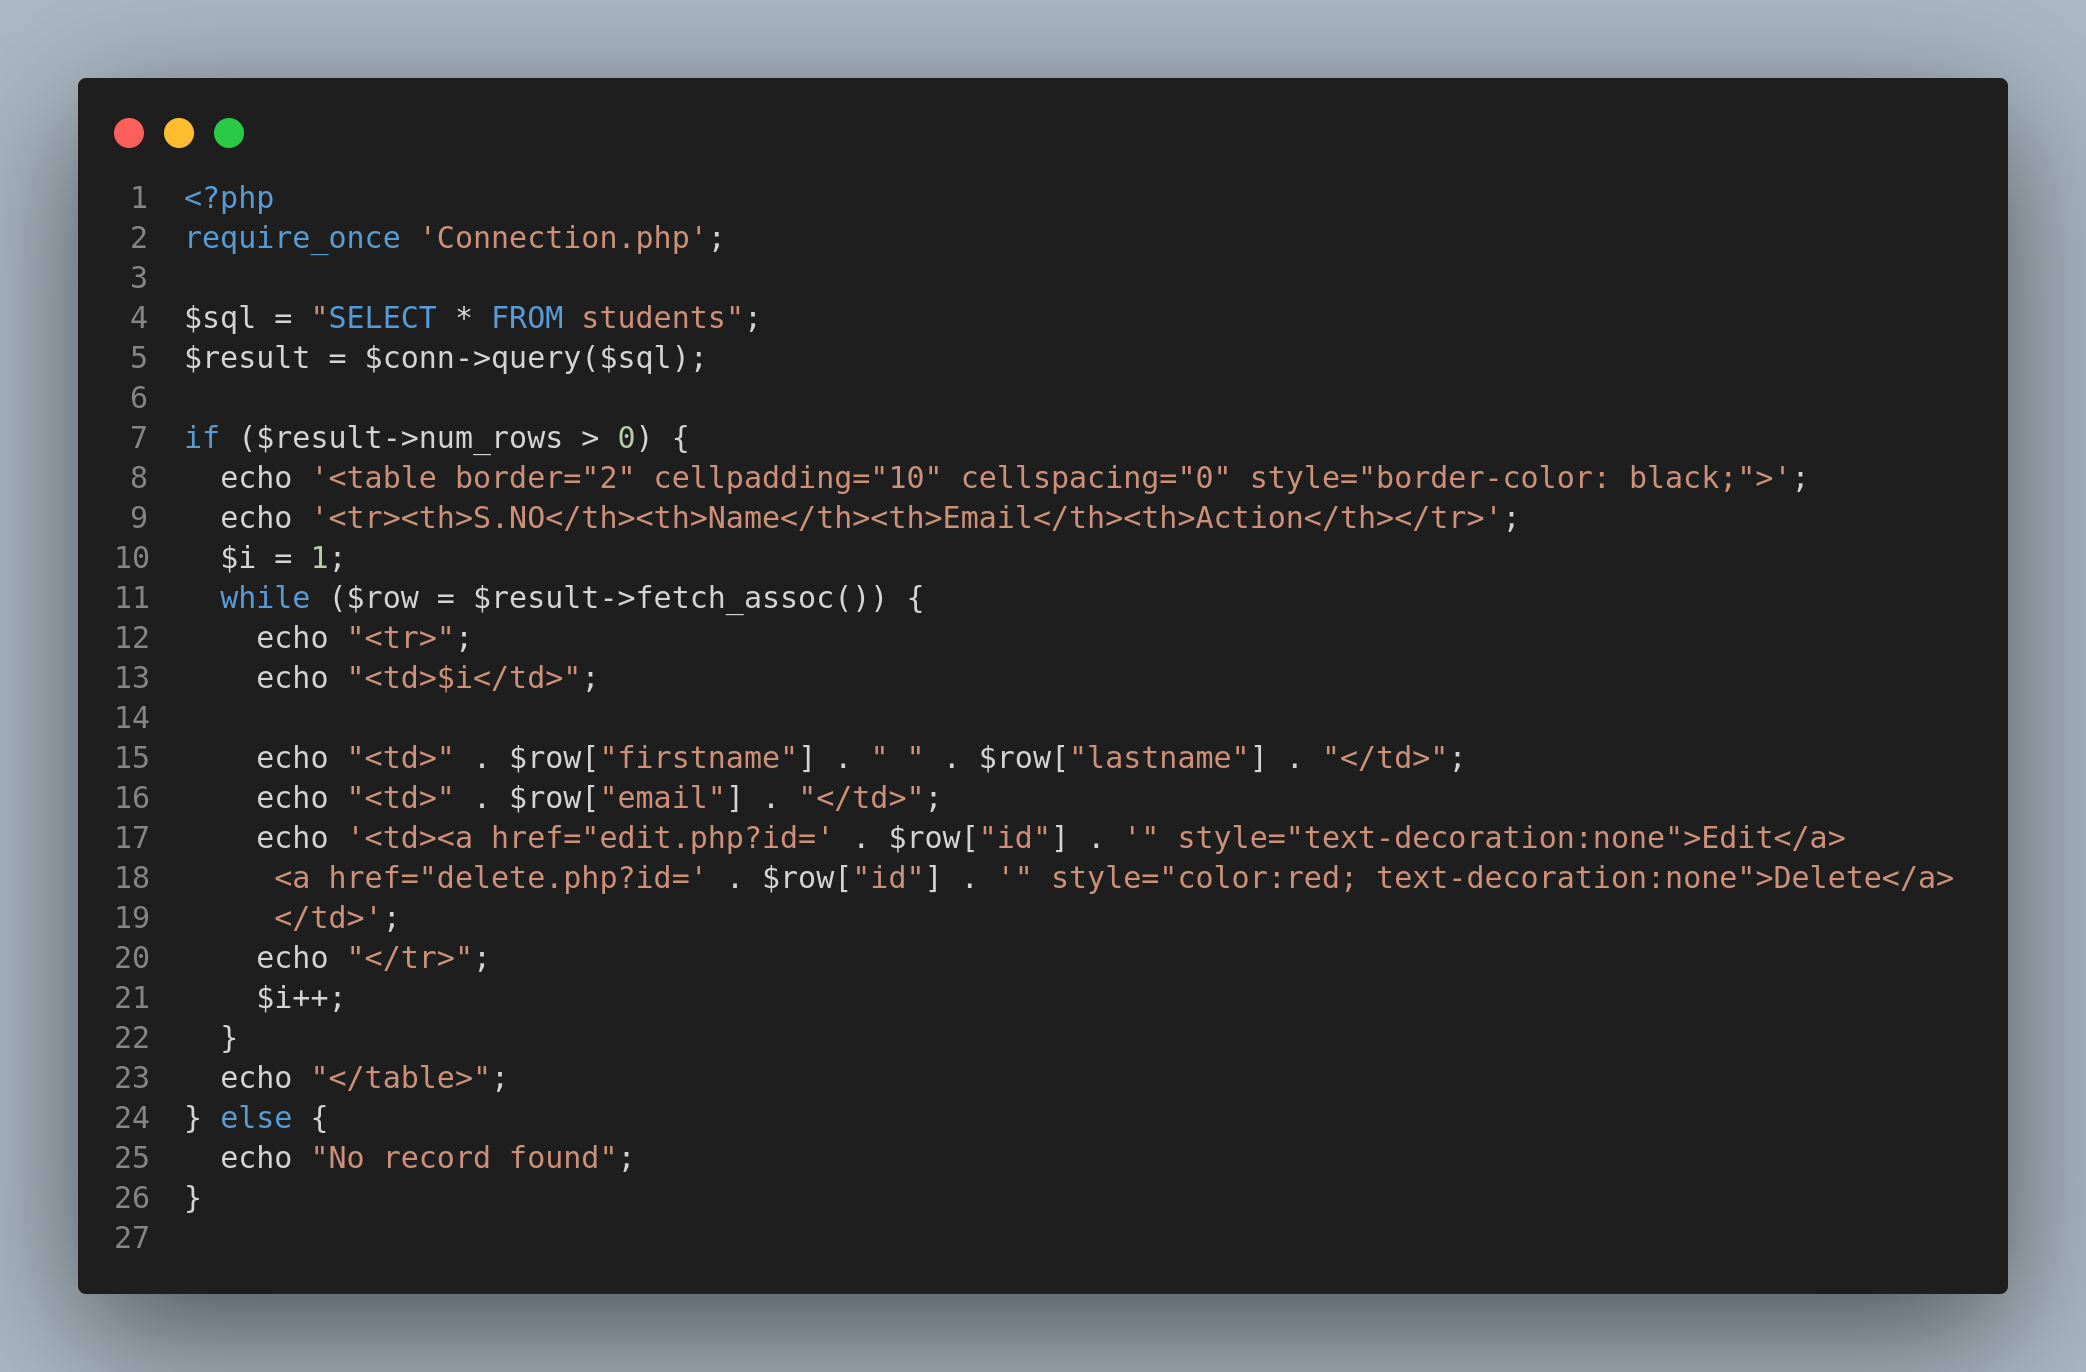 1 <?php
2 require_once 'Connection.php';
3
4 $sql = "SELECT * FROM students";
5 $result = $conn->query($sql);
6
7 if ($result->num_rows > 0) {
8   echo '<table border="2" cellpadding="10" cellspacing="0" style="border-color: black;">';
9   echo '<tr><th>S.NO</th><th>Name</th><th>Email</th><th>Action</th></tr>';
10   $i = 1;
11   while ($row = $result->fetch_assoc()) {
12     echo "<tr>";
13     echo "<td>$i</td>";
14
15     echo "<td>" . $row["firstname"] . " " . $row["lastname"] . "</td>";
16     echo "<td>" . $row["email"] . "</td>";
17     echo '<td><a href="edit.php?id=' . $row["id"] . '" style="text-decoration:none">Edit</a>
18      <a href="delete.php?id=' . $row["id"] . '" style="color:red; text-decoration:none">Delete</a>
19      </td>';
20     echo "</tr>";
21     $i++;
22   }
23   echo "</table>";
24 } else {
25   echo "No record found";
26 }
27